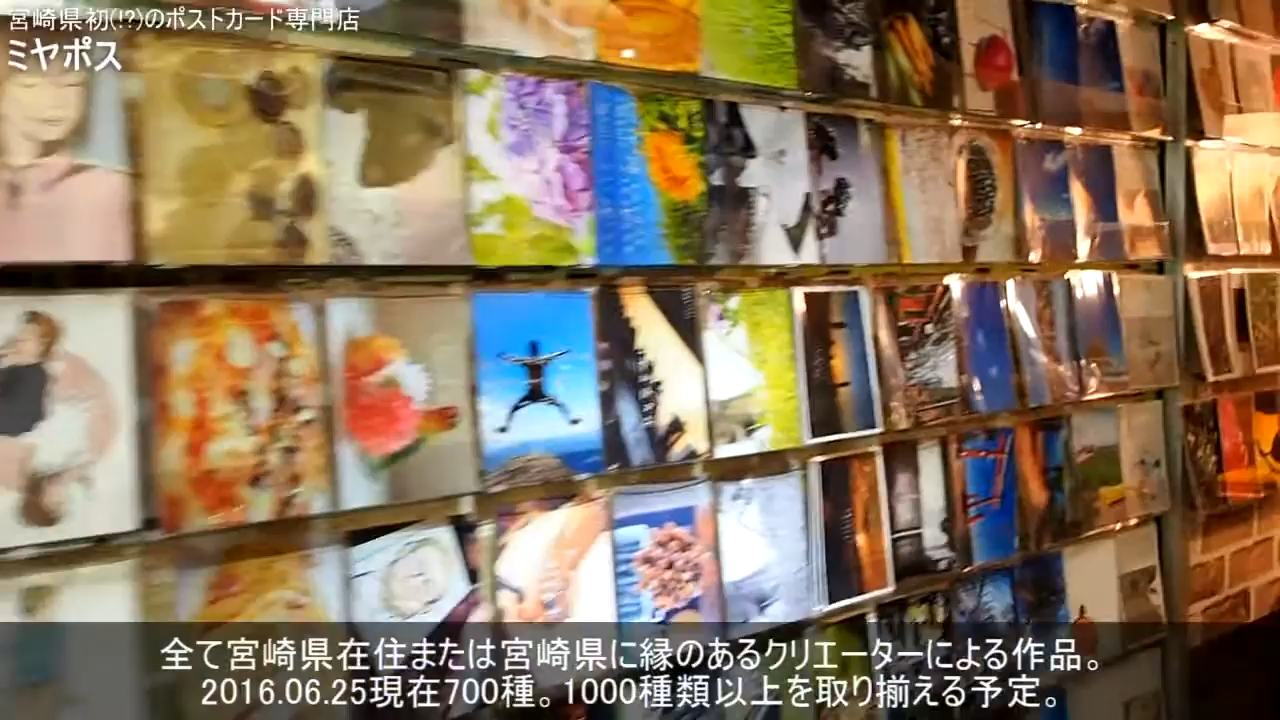 宮崎県初(!?)のポストカード専門店
ミヤポス
全て宮崎県在住または宮崎県に縁のあるクリエーターによる作品。
2016.06.25現在700種。1000種類以上を取り揃える予定。